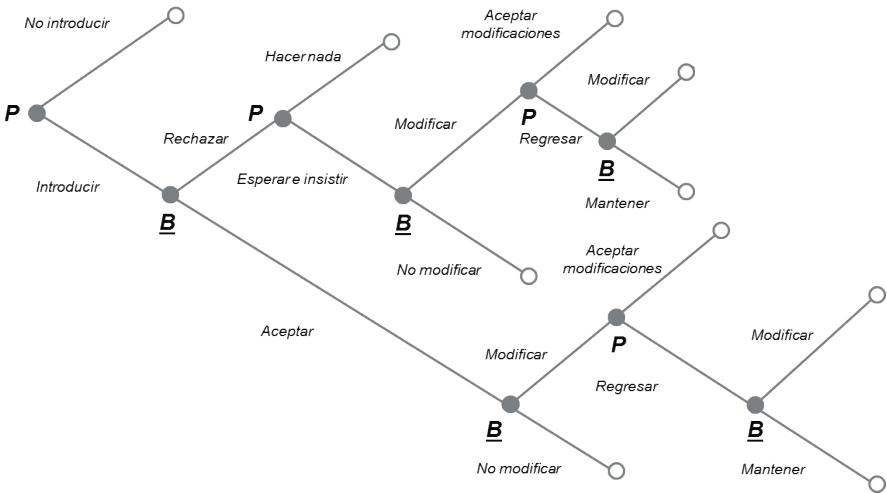 No introducir
P
Introducir
Rechazar
B
P
Hacer nada
Esperar e insistir
Aceptar
Modificar
B
No modificar
Aceptar
modificaciones
P
Regresar
Modificar
B
Mantener
Modificar
B
No modificar
Aceptar
modificaciones
P
Regresar
Modificar
B
Mantener